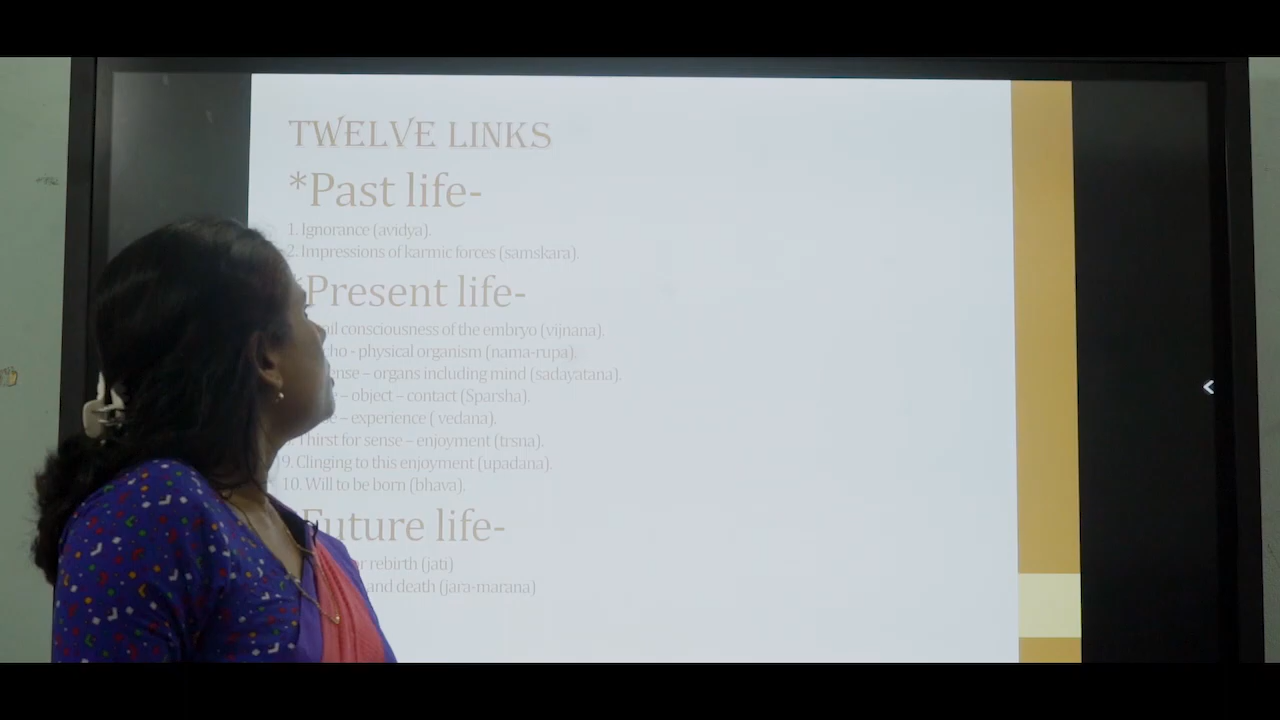 TWELVE LINKS
*Past life-
1. Ignorance (avidya).
2. Impressions of karmic forces (samskara).
*Present life-
consciousness of the embryo (vijnana).
- physical organism (nama-rupa).
– organs including mind (sadayatana).
– object – contact (Sparsha).
– experience ( vedana).
Thirst for sense – enjoyment (trsna).
9. Clinging to this enjoyment (upadana).
10. Will to be born (bhava).
Future life-
or rebirth (jati)
and death (jara-marana)